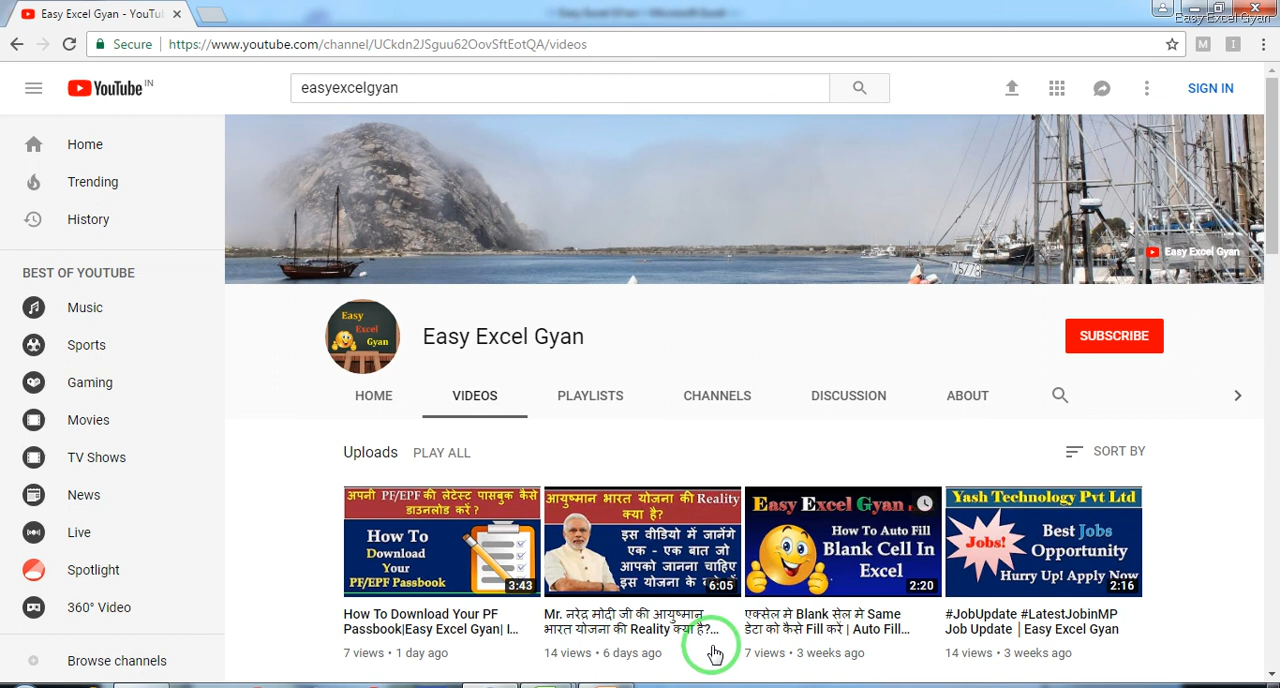 Easy Excel Gyan - YouTu
Easy Excel Gyan
Secure
https://www.youtube.com/channel/UCkdn2JSguu62OovSftEotQA/videos
M
I
YouTube IN
easyexcelgyan
SIGN IN
Home
Trending
History
BEST OF YOUTUBE
Music
Sports
Gaming
Movies
TV Shows
News
Live
Spotlight
360° Video
Browse channels
75773
Easy Excel Gyan
Easy
Excel
Gyan
Easy Excel Gyan
SUBSCRIBE
HOME
VIDEOS
PLAYLISTS
CHANNELS
DISCUSSION
ABOUT
Uploads
PLAY ALL
SORT BY
अपनी PF/EPF की लेटेस्ट पासबुक कैसे
डाउनलोड करें ?
How To
Download
Your
PF/EPF Passbook
3:43
How To Download Your PF
Passbook|Easy Excel Gyan| I...
7 views • 1 day ago
आयुष्मान भारत योजना की Reality
क्या है?
इस वीडियो में जानेंगे
एक - एक बात जो
आपको जानना चाहिए
इस योजना के
6:05
Mr. नरेंद्र मोदी जी की आयुष्मान
भारत योजना की Reality क्या है?...
14 views • 6 days ago
Easy Excel Gyan
How To Auto Fill
Blank Cell In
Excel
2:20
एक्सेल मे Blank सेल मे Same
डेटा को कैसे Fill करें | Auto Fill...
7 views • 3 weeks ago
Yash Technology Pvt Ltd
Jobs!
Best Jobs
Opportunity
Hurry Up! Apply Now
2:16
#JobUpdate #LatestJobinMP
Job Update | Easy Excel Gyan
14 views • 3 weeks ago